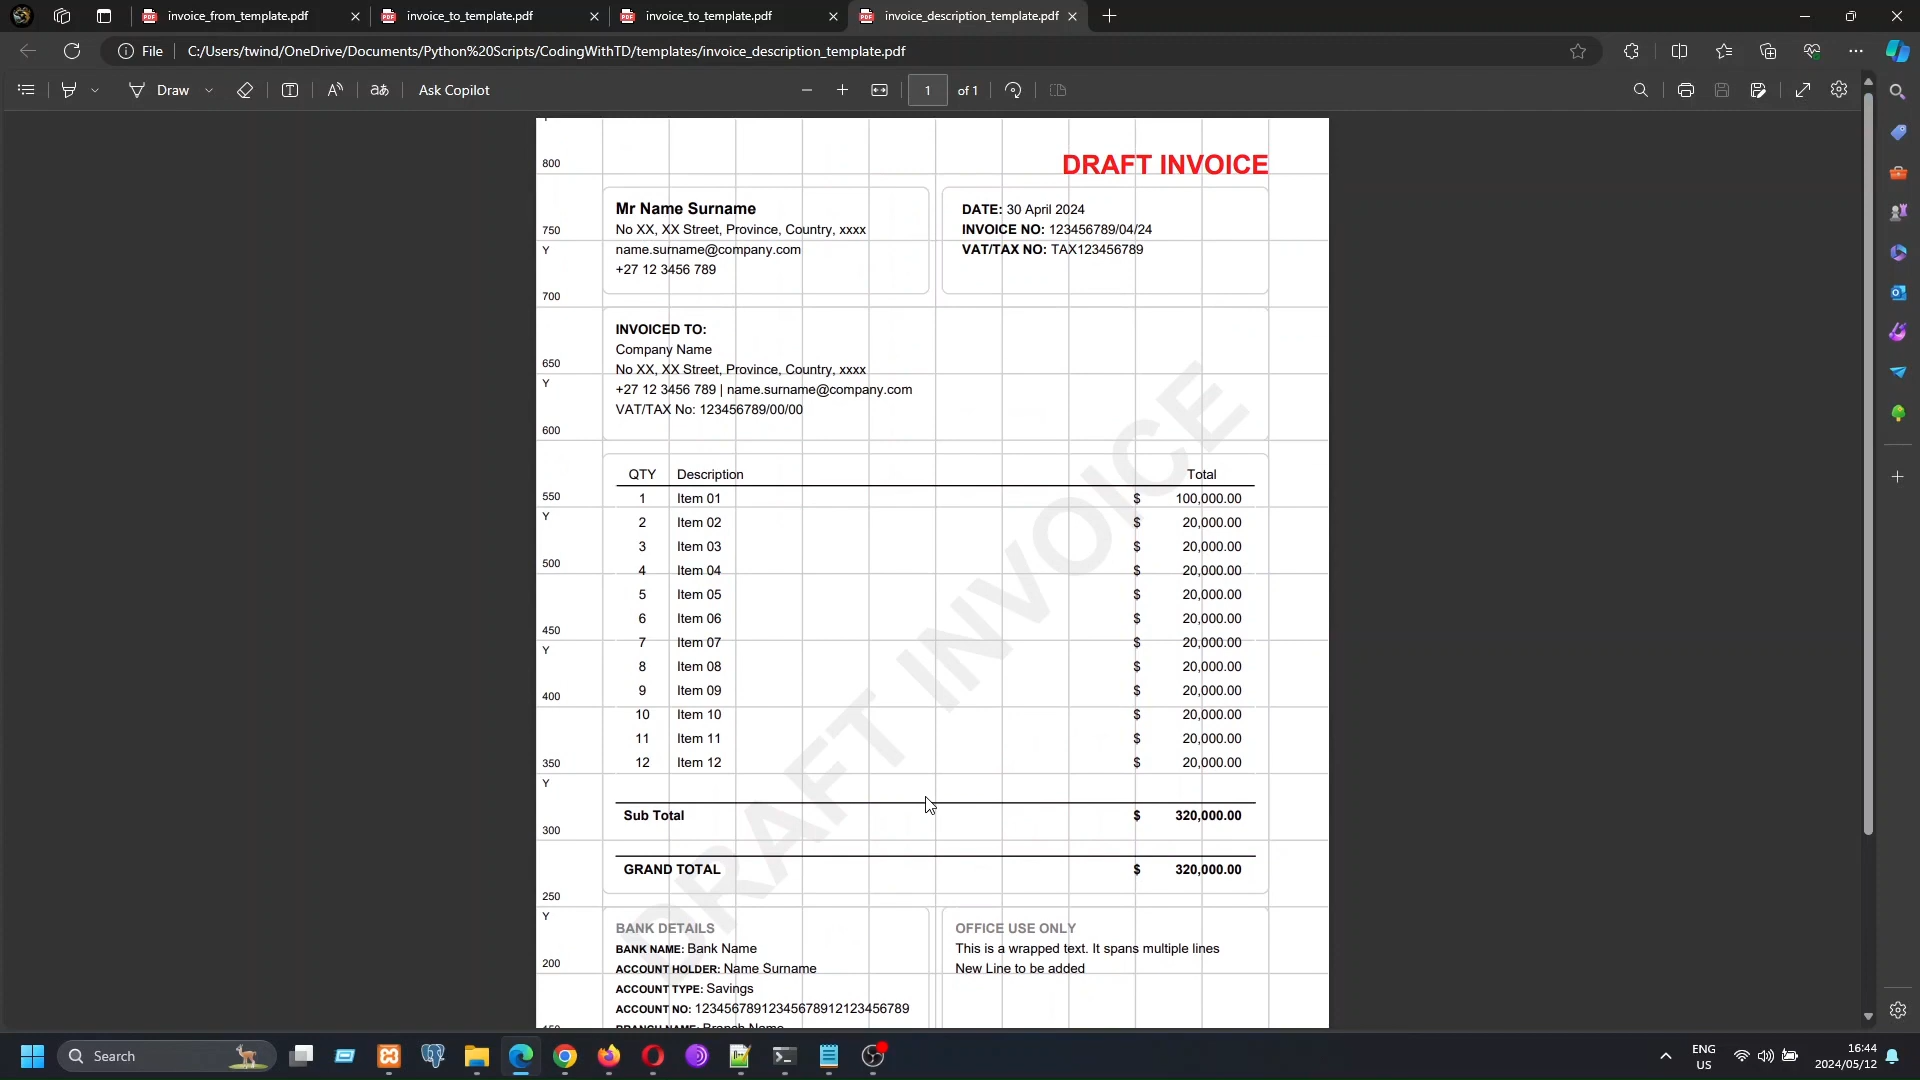 invoice_from_template.pdf
invoice_to_template.pdf
invoice_to_template.pdf
invoice_description_template.pdf
File
C:/Users/twind/OneDrive/Documents/Python%20Scripts/CodingWithTD/templates/invoice_description_template.pdf
Draw
aあ
Ask Copilot
1 of 1
800
DRAFT INVOICE
Mr Name Surname
No XX, XX Street, Province, Country, xxxx
name.surname@company.com
+27 12 3456 789
DATE: 30 April 2024
INVOICE NO: 123456789/04/24
VAT/TAX NO: TAX123456789
750
Y
700
INVOICED TO:
Company Name
No XX, XX Street, Province, Country, xxxx
+27 12 3456 789 | name.surname@company.com
VAT/TAX No: 123456789/00/00
650
Y
600
QTY Description Total
1 Item 01 $ 100,000.00
2 Item 02 $ 20,000.00
3 Item 03 $ 20,000.00
4 Item 04 $ 20,000.00
5 Item 05 $ 20,000.00
6 Item 06 $ 20,000.00
7 Item 07 $ 20,000.00
8 Item 08 $ 20,000.00
9 Item 09 $ 20,000.00
10 Item 10 $ 20,000.00
11 Item 11 $ 20,000.00
12 Item 12 $ 20,000.00
550
Y
500
450
Y
400
350
Y
Sub Total $ 320,000.00
300
GRAND TOTAL $ 320,000.00
250
Y
DRAFT INVOICE
BANK DETAILS
BANK NAME: Bank Name
ACCOUNT HOLDER: Name Surname
ACCOUNT TYPE: Savings
ACCOUNT NO: 12345678912345678912123456789
BRANCH NAME: Branch Name
200
OFFICE USE ONLY
This is a wrapped text. It spans multiple lines
New Line to be added
Search
ENG
US
16:44
2024/05/12